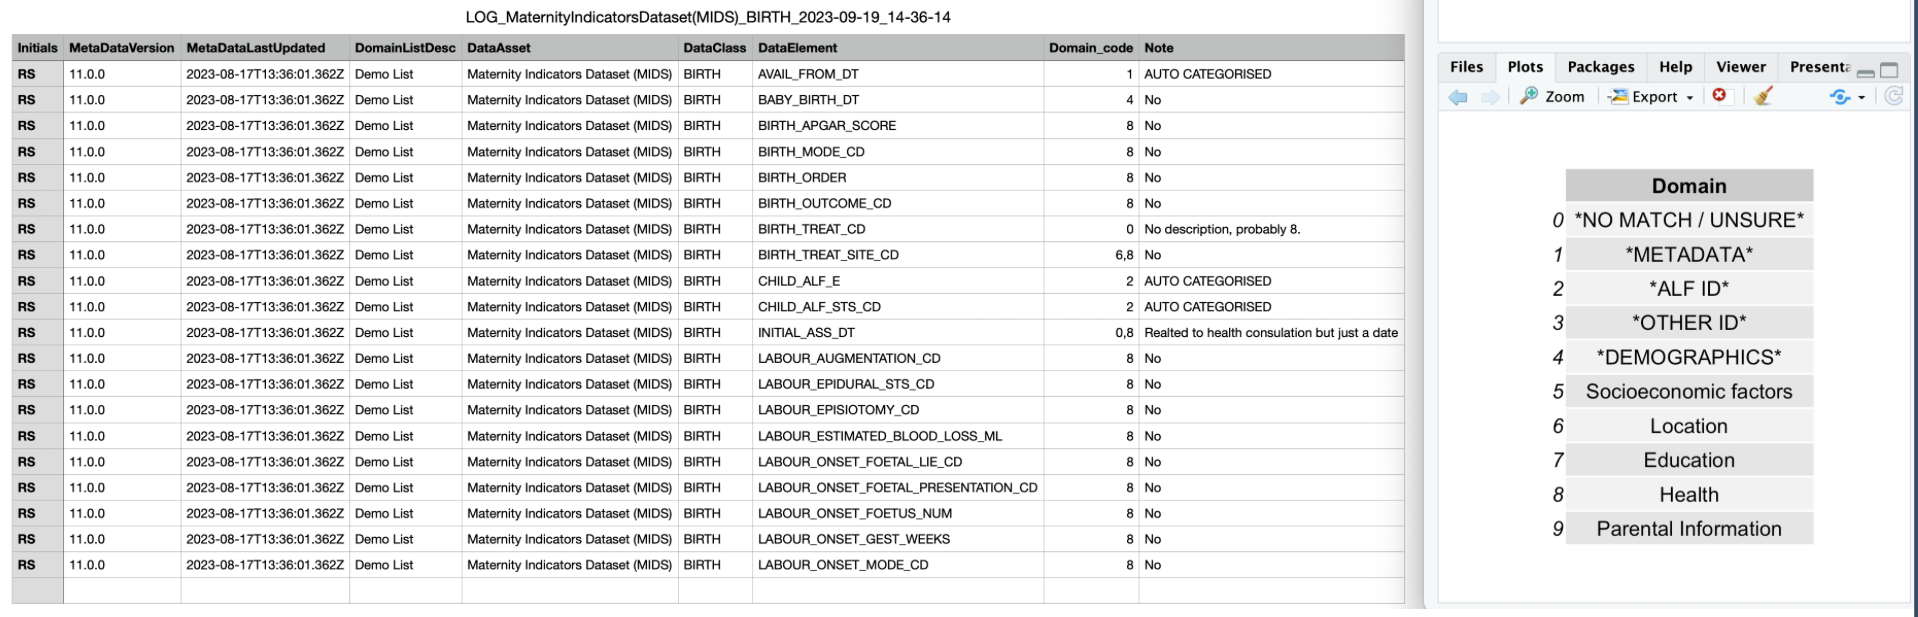 LOG_MaternityIndicatorsDataset(MIDS)_BIRTH_2023-09-19_14-36-14
Initials MetaDataVersion MetaDataLastUpdated DomainListDesc DataAsset DataClass DataElement Domain_code Note
RS 11.0.0 2023-08-17T13:36:01.362Z Demo List Maternity Indicators Dataset (MIDS) BIRTH AVAIL_FROM_DT 1 AUTO CATEGORISED
RS 11.0.0 2023-08-17T13:36:01.362Z Demo List Maternity Indicators Dataset (MIDS) BIRTH BABY_BIRTH_DT 4 No
RS 11.0.0 2023-08-17T13:36:01.362Z Demo List Maternity Indicators Dataset (MIDS) BIRTH BIRTH_APGAR_SCORE 8 No
RS 11.0.0 2023-08-17T13:36:01.362Z Demo List Maternity Indicators Dataset (MIDS) BIRTH BIRTH_MODE_CD 8 No
RS 11.0.0 2023-08-17T13:36:01.362Z Demo List Maternity Indicators Dataset (MIDS) BIRTH BIRTH_ORDER 8 No
RS 11.0.0 2023-08-17T13:36:01.362Z Demo List Maternity Indicators Dataset (MIDS) BIRTH BIRTH_OUTCOME_CD 8 No
RS 11.0.0 2023-08-17T13:36:01.362Z Demo List Maternity Indicators Dataset (MIDS) BIRTH BIRTH_TREAT_CD 0 No description, probably 8.
RS 11.0.0 2023-08-17T13:36:01.362Z Demo List Maternity Indicators Dataset (MIDS) BIRTH BIRTH_TREAT_SITE_CD 6,8 No
RS 11.0.0 2023-08-17T13:36:01.362Z Demo List Maternity Indicators Dataset (MIDS) BIRTH CHILD_ALF_E 2 AUTO CATEGORISED
RS 11.0.0 2023-08-17T13:36:01.362Z Demo List Maternity Indicators Dataset (MIDS) BIRTH CHILD_ALF_STS_CD 2 AUTO CATEGORISED
RS 11.0.0 2023-08-17T13:36:01.362Z Demo List Maternity Indicators Dataset (MIDS) BIRTH INITIAL_ASS_DT 0,8 Realted to health consulation but just a date
RS 11.0.0 2023-08-17T13:36:01.362Z Demo List Maternity Indicators Dataset (MIDS) BIRTH LABOUR_AUGMENTATION_CD 8 No
RS 11.0.0 2023-08-17T13:36:01.362Z Demo List Maternity Indicators Dataset (MIDS) BIRTH LABOUR_EPIDURAL_STS_CD 8 No
RS 11.0.0 2023-08-17T13:36:01.362Z Demo List Maternity Indicators Dataset (MIDS) BIRTH LABOUR_EPISIOTOMY_CD 8 No
RS 11.0.0 2023-08-17T13:36:01.362Z Demo List Maternity Indicators Dataset (MIDS) BIRTH LABOUR_ESTIMATED_BLOOD_LOSS_ML 8 No
RS 11.0.0 2023-08-17T13:36:01.362Z Demo List Maternity Indicators Dataset (MIDS) BIRTH LABOUR_ONSET_FOETAL_LIE_CD 8 No
RS 11.0.0 2023-08-17T13:36:01.362Z Demo List Maternity Indicators Dataset (MIDS) BIRTH LABOUR_ONSET_FOETAL_PRESENTATION_CD 8 No
RS 11.0.0 2023-08-17T13:36:01.362Z Demo List Maternity Indicators Dataset (MIDS) BIRTH LABOUR_ONSET_FOETUS_NUM 8 No
RS 11.0.0 2023-08-17T13:36:01.362Z Demo List Maternity Indicators Dataset (MIDS) BIRTH LABOUR_ONSET_GEST_WEEKS 8 No
RS 11.0.0 2023-08-17T13:36:01.362Z Demo List Maternity Indicators Dataset (MIDS) BIRTH LABOUR_ONSET_MODE_CD 8 No
Files Plots Packages Help Viewer Presenta
Zoom Export
Domain
0 *NO MATCH / UNSURE*
1 *METADATA*
2 *ALF ID*
3 *OTHER ID*
4 *DEMOGRAPHICS*
5 Socioeconomic factors
6 Location
7 Education
8 Health
9 Parental Information